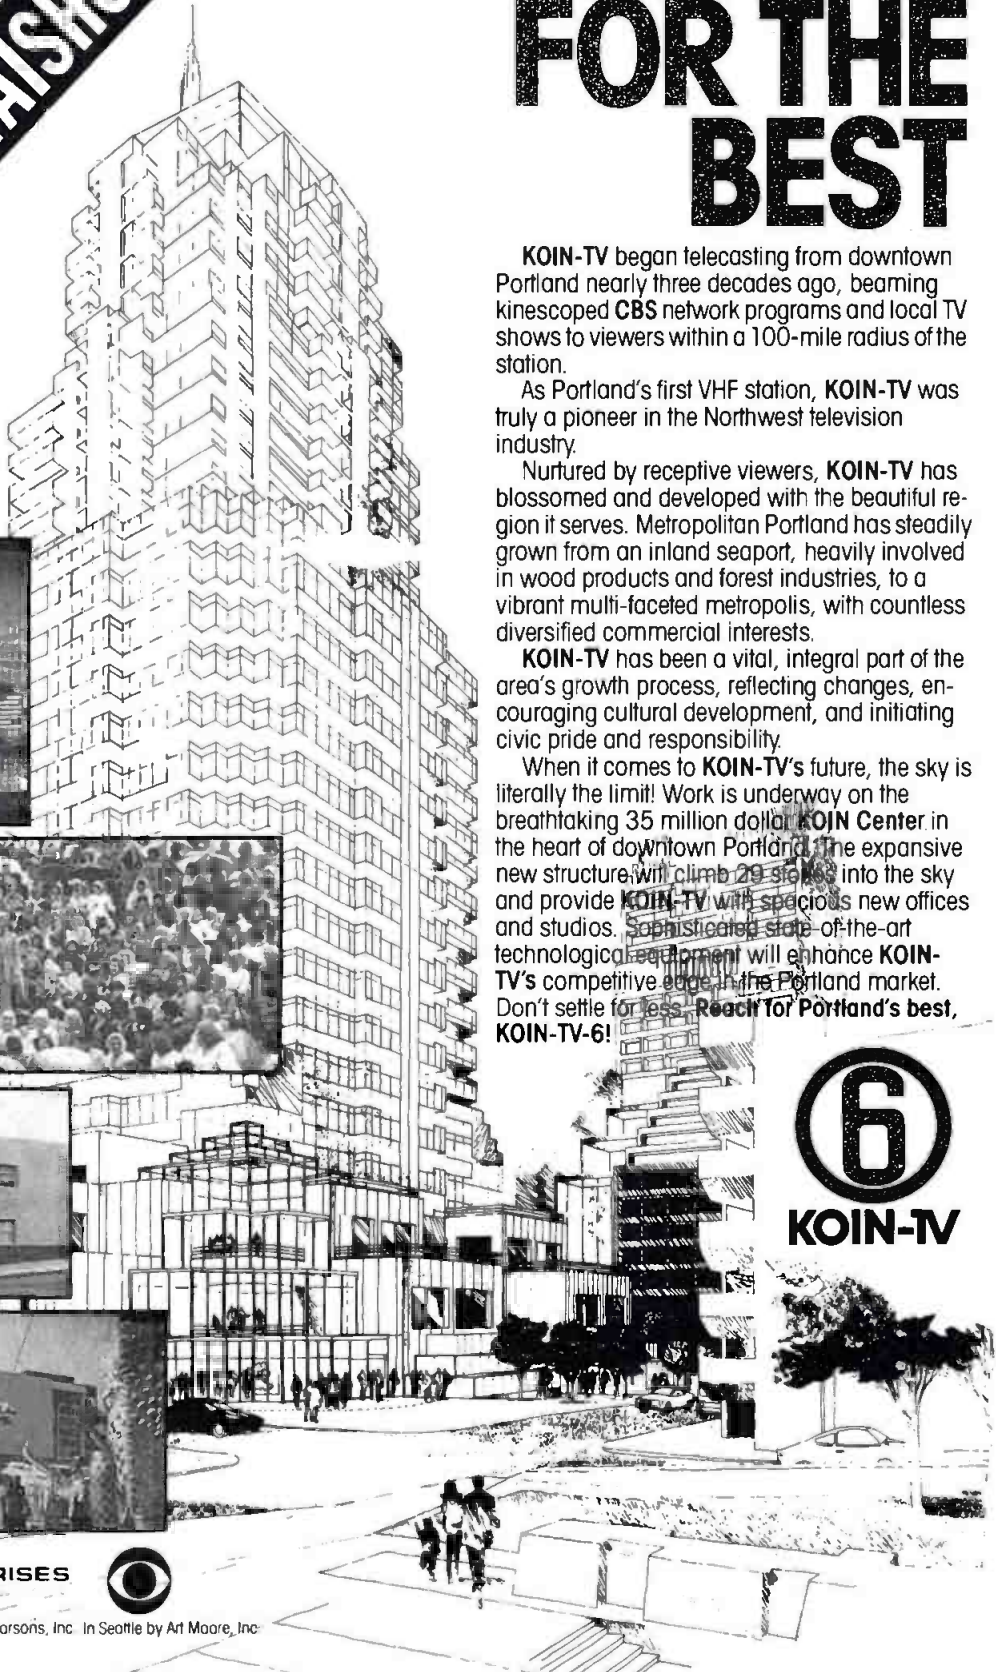 FOR THE
BEST
KOIN-TV began telecasting from downtown
Portland nearly three decades ago, beaming
kinescoped CBS network programs and local TV
shows to viewers within a 100-mile radius of the
station.
As Portland's first VHF station, KOIN-TV was
truly a pioneer in the Northwest television
industry.
Nurtured by receptive viewers, KOIN-TV has
blossomed and developed with the beautiful re-
gion it serves. Metropolitan Portland has steadily
grown from an inland seaport, heavily involved
in wood products and forest industries, to a
vibrant multi-faceted metropolis, with countless
diversified commercial interests.
KOIN-TV has been a vital, integral part of the
area's growth process, reflecting changes, en-
couraging cultural development, and initiating
civic pride and responsibility.
When it comes to KOIN-TV's future, the sky is
literally the limit! Work is underway on the
breathtaking 35 million dollar KOIN Center in
the heart of downtown Portland. The expansive
new structure will climb 29 stories into the sky
and provide KOIN-TV with spacious new offices
and studios. Sophisticated state-of-the-art
technological equipment will enhance KOIN-
TV's competitive edge in the Portland market.
Don't settle for less. Reach for Portland's best,
KOIN-TV-6!
6
KOIN-TV
RISES
arsons, Inc. In Seattle by Art Moore, Inc.